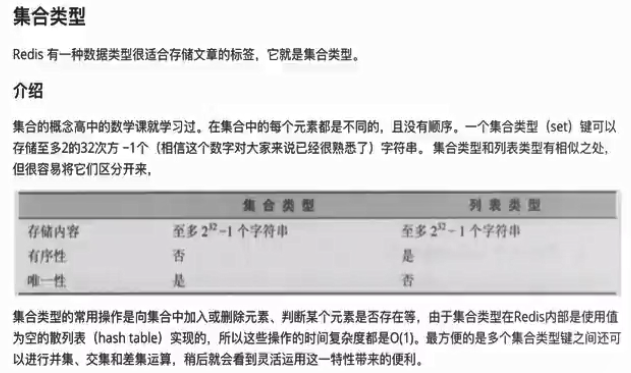 集合类型
Redis 有一种数据类型很适合存储文章的标签，它就是集合类型。
介绍
集合的概念高中的数学课就学习过。在集合中的每个元素都是不同的，且没有顺序。一个集合类型（set）键可以
存储至多2的32次方 -1个（相信这个数字对大家来说已经很熟悉了）字符串。 集合类型和列表类型有相似之处，
但很容易将它们区分开来，
集合类型 列表类型
存储内容 至多 2³²-1 个字符串 至多 2³²-1 个字符串
有序性 否 是
唯一性 是 否
集合类型的常用操作是向集合中加入或删除元素、判断某个元素是否存在等，由于集合类型在Redis内部是使用值
为空的散列表（hash table）实现的，所以这些操作的时间复杂度都是O(1)。最方便的是多个集合类型键之间还可
以进行并集、交集和差集运算，稍后就会看到灵活运用这一特性带来的便利。